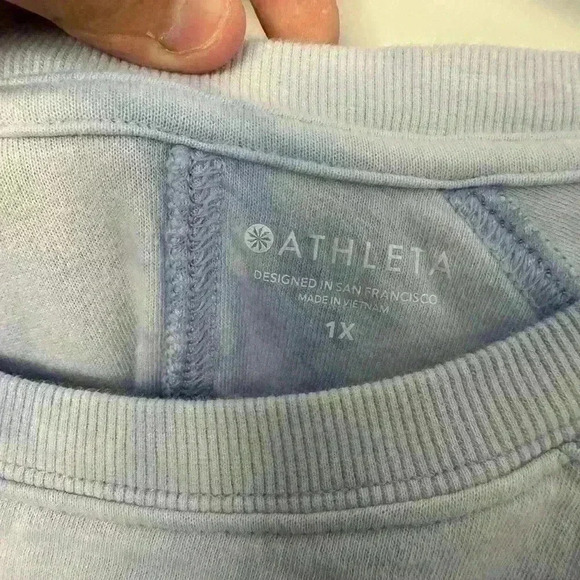 ATHLETA
DESIGNED IN SAN FRANCISCO
MADE IN VIETNAM
1X